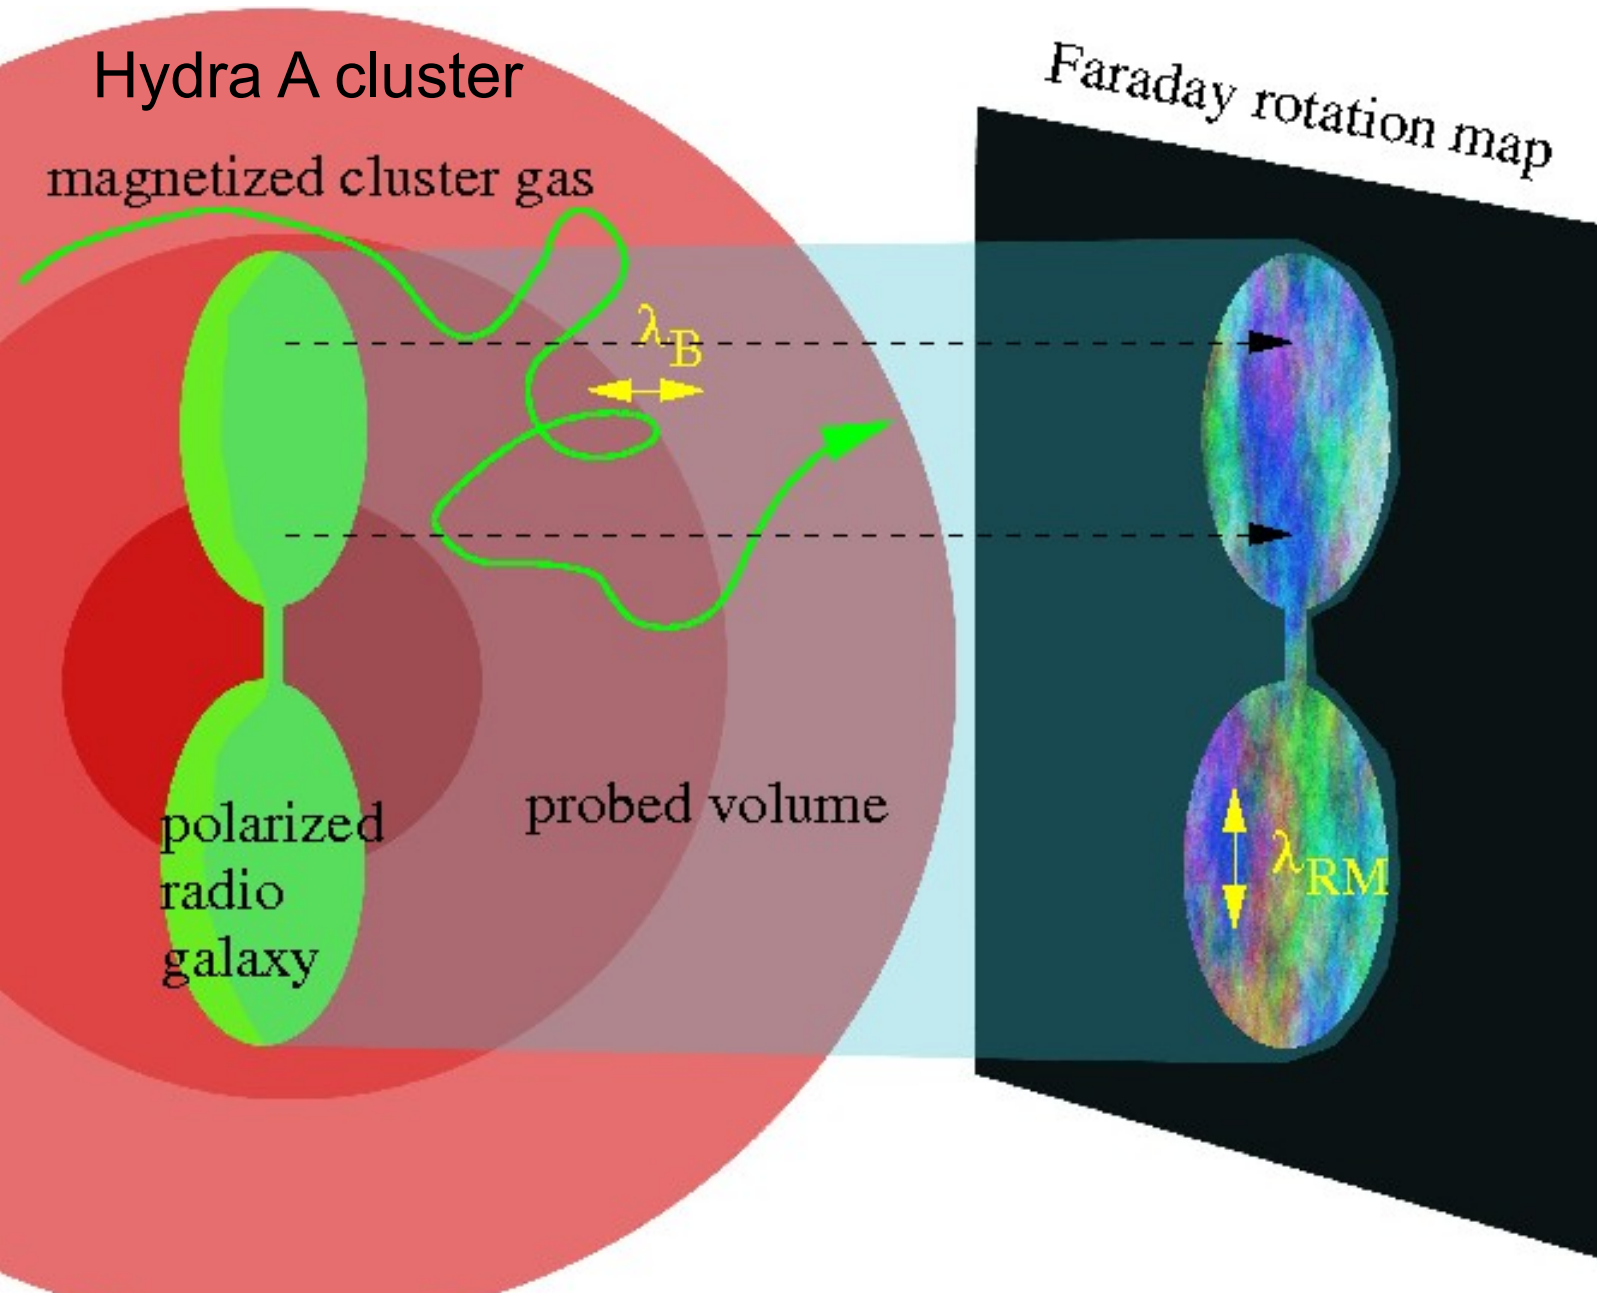 Hydra A cluster
Faraday rotation map
magnetized cluster gas
λB
probed volume
polarized
radio
galaxy
λRM